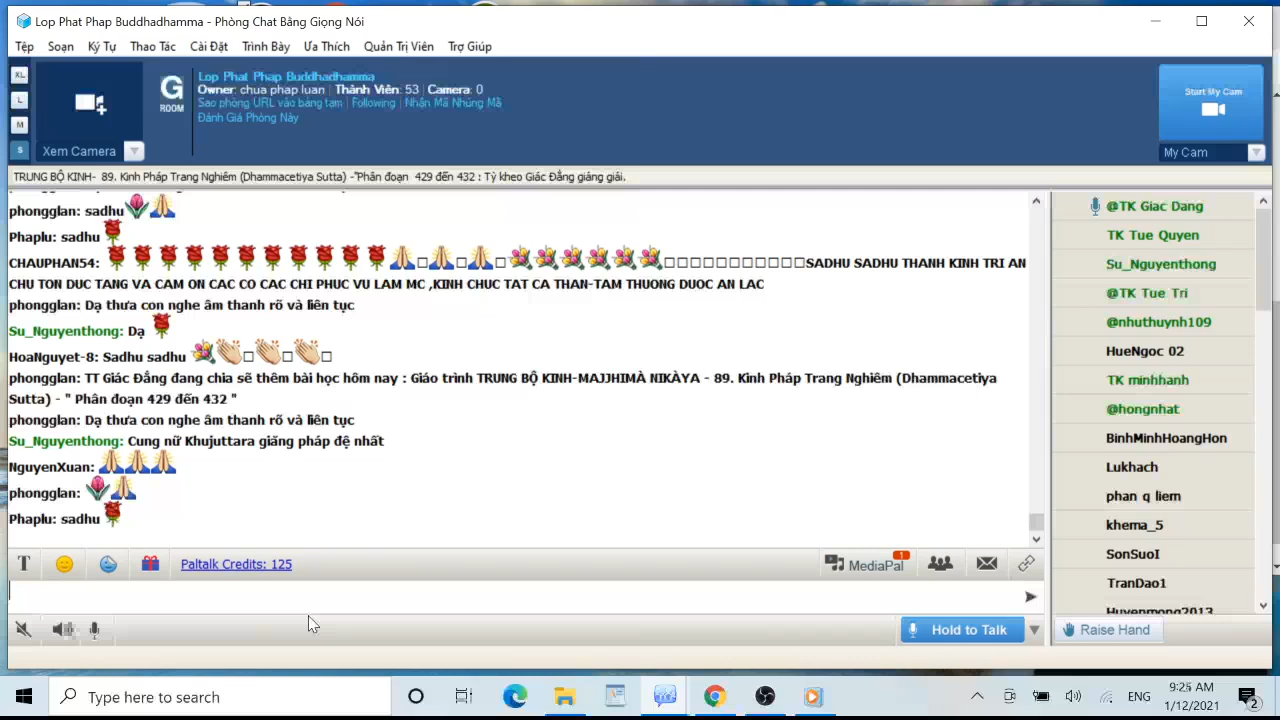 Lop Phat Phap Buddhadhamma - Phòng Chat Bằng Giọng Nói
Tệp Soạn Ký Tự Thao Tác Cài Đặt Trình Bày Ưa Thích Quản Trị Viên Trợ Giúp
XL
L
M
S
Xem Camera
G
ROOM
Lop Phat Phap Buddhadhamma
Owner: chua phap luan | Thành Viên: 53 | Camera: 0
Sao phòng URL vào bảng tạm | Following | Nhận Mã Nhúng Mã
Đánh Giá Phòng Này
Start My Cam
My Cam
TRUNG BỘ KINH- 89. Kinh Pháp Trang Nghiêm (Dhammacetiya Sutta) -"Phân đoạn 429 đến 432 : Tỳ kheo Giác Đẳng giảng giải.
phongglan: sadhu
Phaplu: sadhu
CHAUPHAN54: SADHU SADHU THANH KINH TRI AN
CHU TON DUC TANG VA CAM ON CAC CO CAC CHI PHUC VU LAM MC ,KINH CHUC TAT CA THAN-TAM THUONG DUOC AN LAC
phongglan: Dạ thưa con nghe âm thanh rõ và liên tục
Su_Nguyenthong: Dạ
HoaNguyet-8: Sadhu sadhu
phongglan: TT Giác Đẳng đang chia sẽ thêm bài học hôm nay : Giáo trình TRUNG BỘ KINH-MAJJHIMÀ NIKÀYA - 89. Kinh Pháp Trang Nghiêm (Dhammacetiya
Sutta) - " Phân đoạn 429 đến 432 "
phongglan: Dạ thưa con nghe âm thanh rõ và liên tục
Su_Nguyenthong: Cung nữ Khujuttara giăng pháp đệ nhất
NguyenXuan:
phongglan:
Phaplu: sadhu
@TK Giac Dang
TK Tue Quyen
Su_Nguyenthong
@TK Tue Tri
@nhuthuynh109
HueNgoc 02
TK minhhanh
@hongnhat
BinhMinhHoangHon
Lukhach
phan q liem
khema_5
SonSuoI
TranDao1
Huyenmong2013
T
Paltalk Credits: 125
MediaPal
1
Hold to Talk
Raise Hand
Type here to search
ENG
9:25 AM
1/12/2021
2